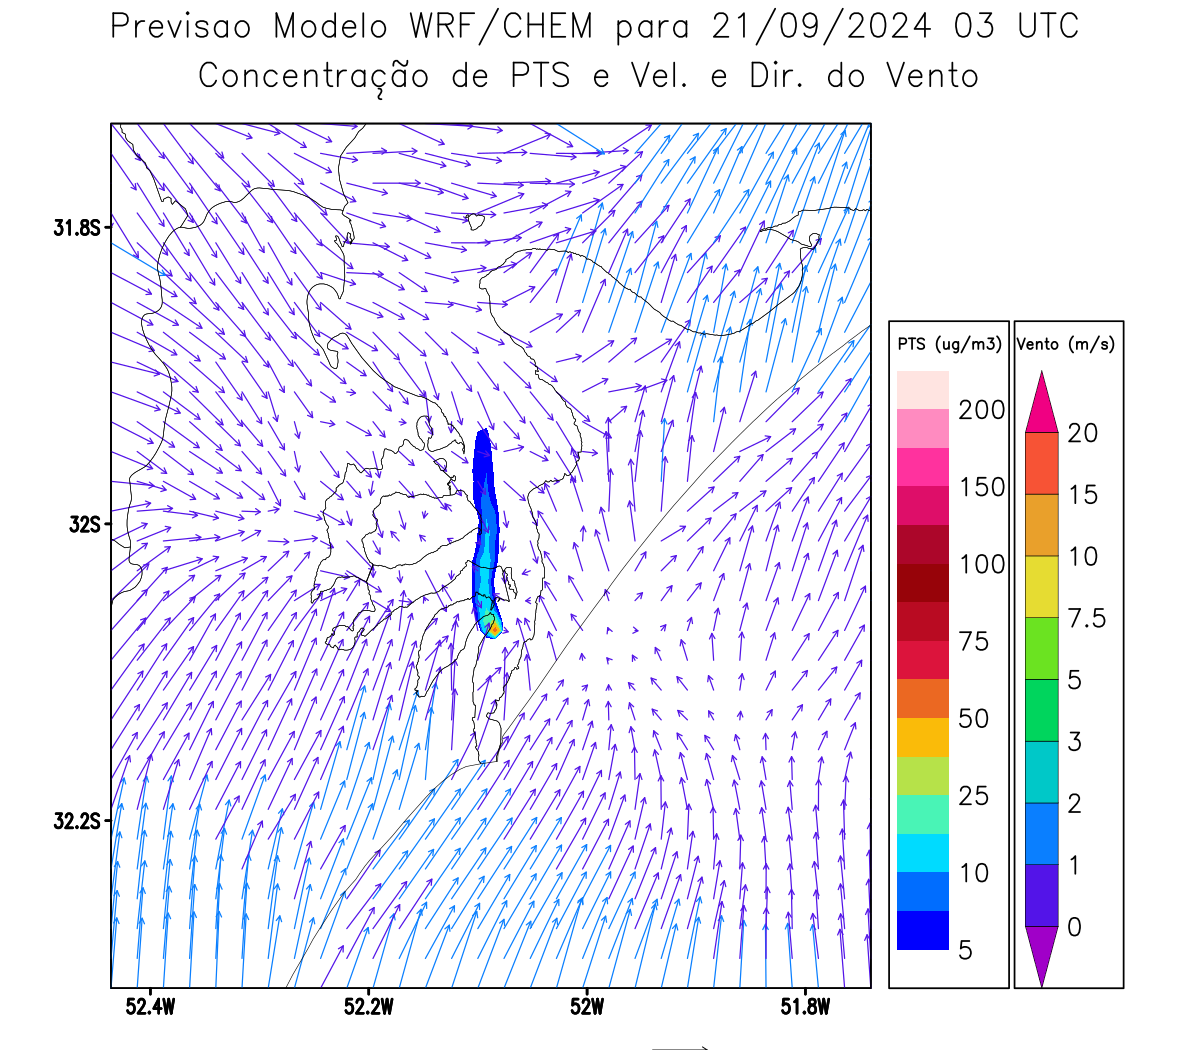 Previsao Modelo WRF/CHEM para 21/09/2024 03 UTC
Concentração de PTS e Vel. e Dir. do Vento
31.8S
32S
32.2S
52.4W
52.2W
52W
51.8W
PTS (ug/m3)
200
150
100
75
50
25
10
5
Vento (m/s)
20
15
10
7.5
5
3
2
1
0